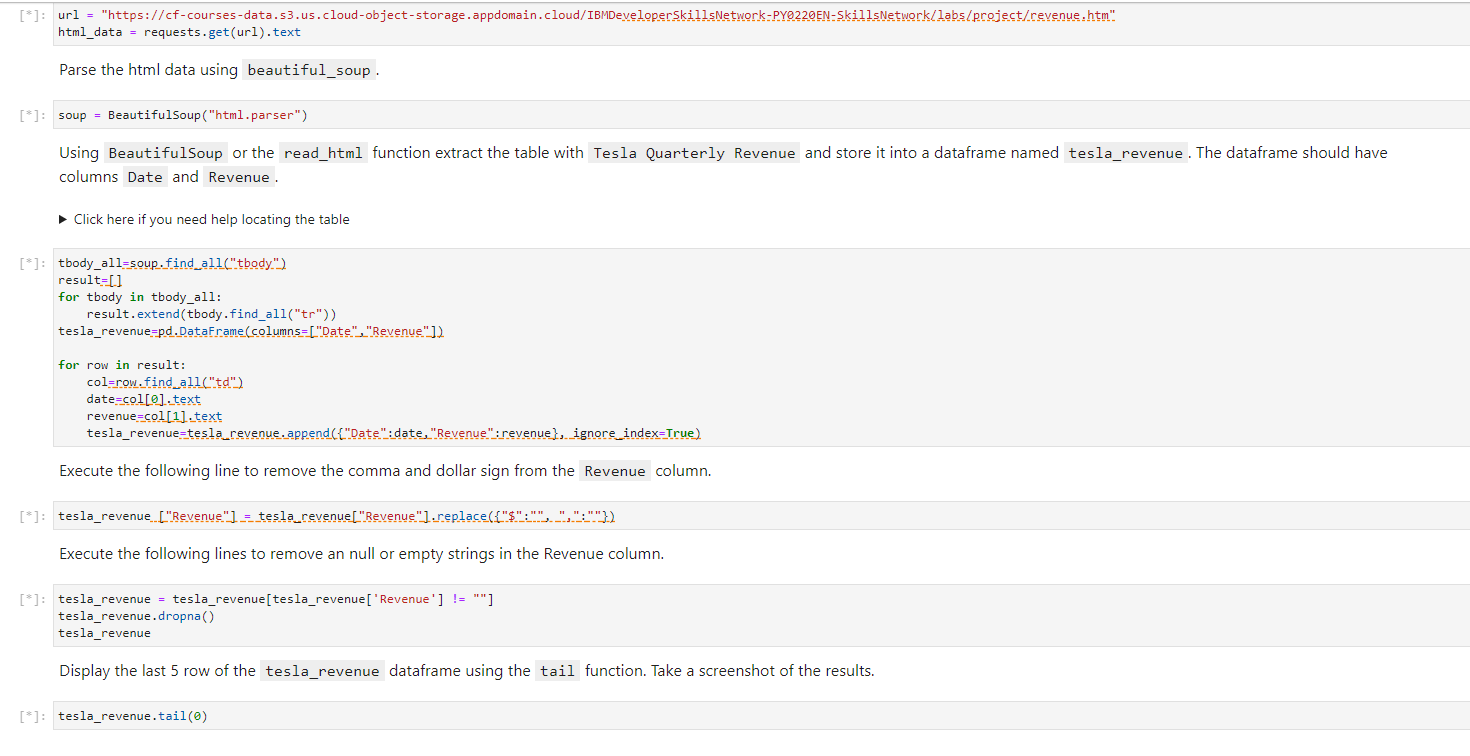 [*]: url = "https://cf-courses-data.s3.us.cloud-object-storage.appdomain.cloud/IBMDeveloperSkillsNetwork-PY0220EN-SkillsNetwork/labs/project/revenue.htm"
html_data = requests.get(url).text
Parse the html data using beautiful_soup.
[*]: soup = BeautifulSoup("html.parser")
Using BeautifulSoup or the read_html function extract the table with Tesla Quarterly Revenue and store it into a dataframe named tesla_revenue. The dataframe should have
columns Date and Revenue.
▶ Click here if you need help locating the table
[*]: tbody_all=soup.find_all("tbody")
result=[]
for tbody in tbody_all:
    result.extend(tbody.find_all("tr"))
tesla_revenue=pd.DataFrame(columns=["Date","Revenue"])
for row in result:
    col=row.find_all("td")
    date=col[0].text
    revenue=col[1].text
    tesla_revenue=tesla_revenue.append({"Date":date,"Revenue":revenue}, ignore_index=True)
Execute the following line to remove the comma and dollar sign from the Revenue column.
[*]: tesla_revenue ["Revenue"] = tesla_revenue["Revenue"].replace({"$":"", ",":""})
Execute the following lines to remove an null or empty strings in the Revenue column.
[*]: tesla_revenue = tesla_revenue[tesla_revenue['Revenue'] != ""]
tesla_revenue.dropna()
tesla_revenue
Display the last 5 row of the tesla_revenue dataframe using the tail function. Take a screenshot of the results.
[*]: tesla_revenue.tail(0)